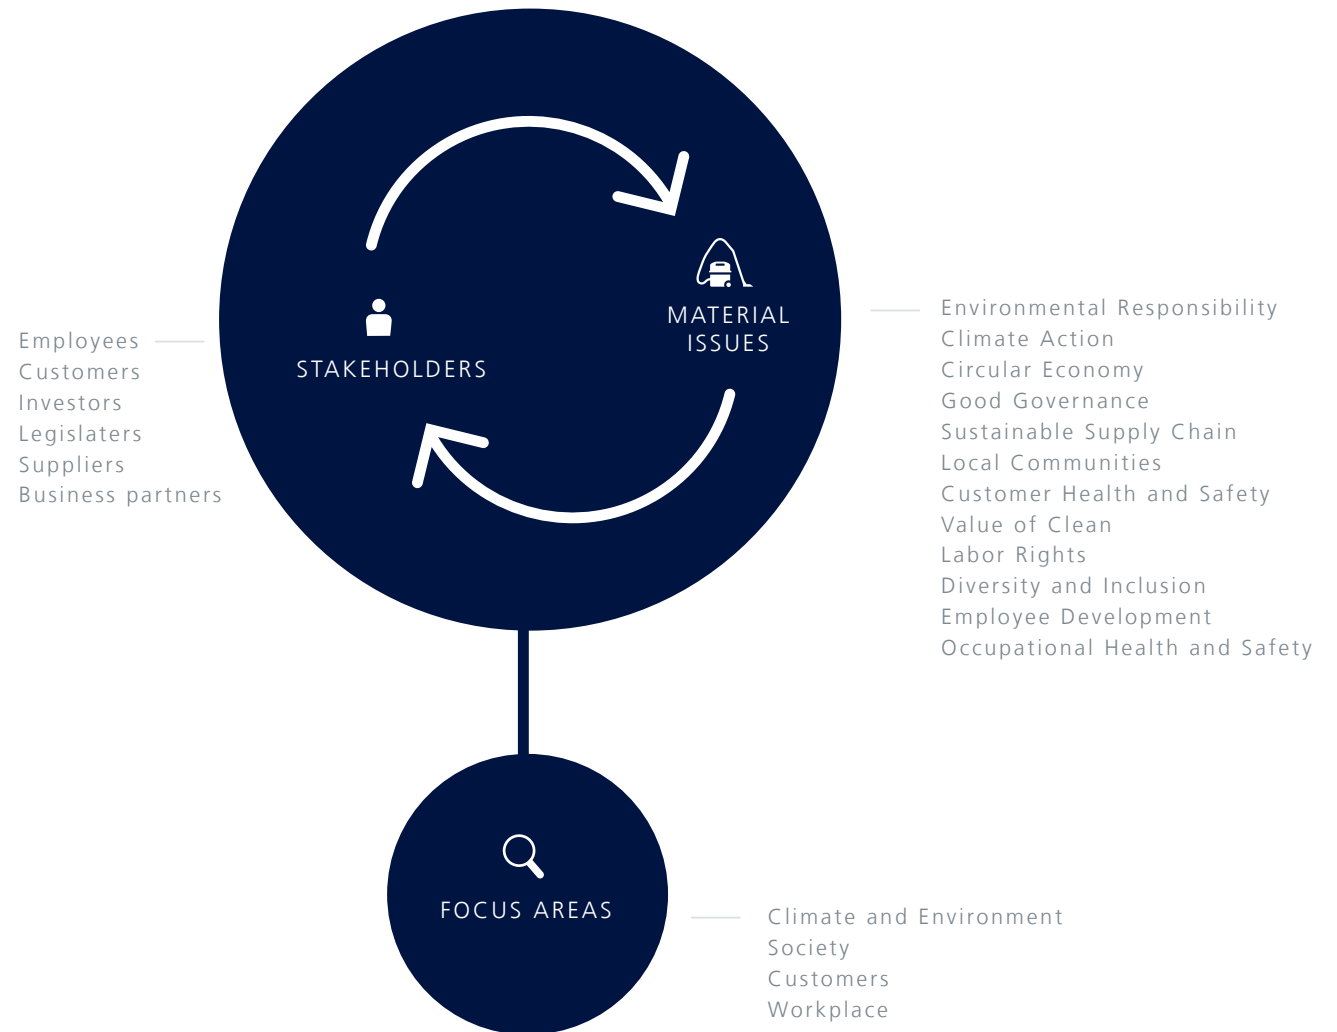 STAKEHOLDERS
MATERIAL
ISSUES
Employees
Customers
Investors
Legislaters
Suppliers
Business partners
Environmental Responsibility
Climate Action
Circular Economy
Good Governance
Sustainable Supply Chain
Local Communities
Customer Health and Safety
Value of Clean
Labor Rights
Diversity and Inclusion
Employee Development
Occupational Health and Safety
FOCUS AREAS
Climate and Environment
Society
Customers
Workplace